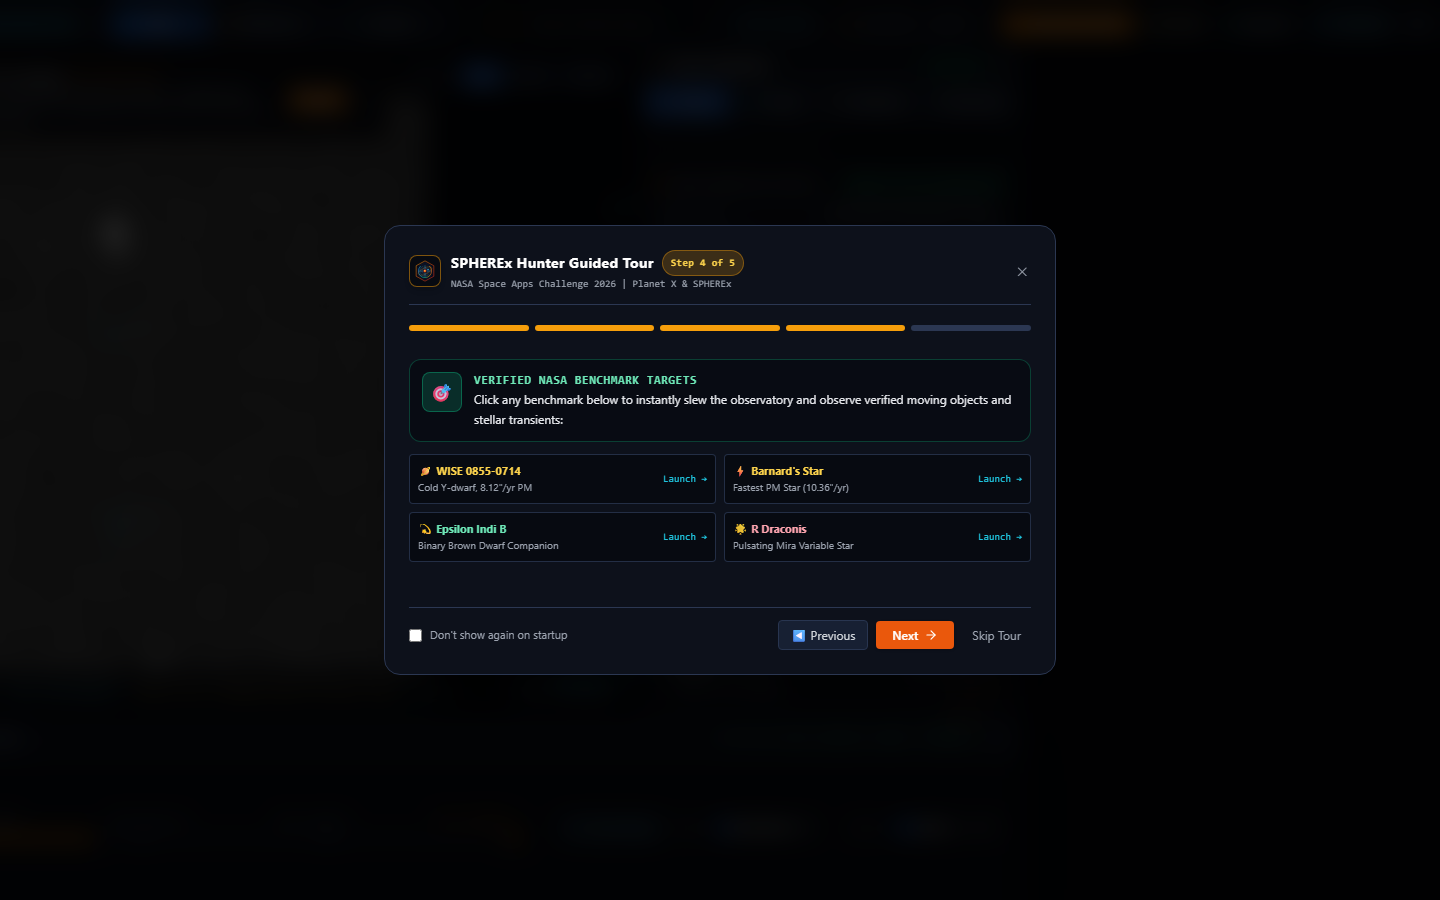 SPHEREx Hunter Guided Tour Step 4 of 5
NASA Space Apps Challenge 2026 | Planet X & SPHEREx
VERIFIED NASA BENCHMARK TARGETS
Click any benchmark below to instantly slew the observatory and observe verified moving objects and
stellar transients:
WISE 0855-0714
Cold Y-dwarf, 8.12"/yr PM
Launch →
Barnard's Star
Fastest PM Star (10.36"/yr)
Launch →
Epsilon Indi B
Binary Brown Dwarf Companion
Launch →
R Draconis
Pulsating Mira Variable Star
Launch →
Don't show again on startup
Previous
Next →
Skip Tour